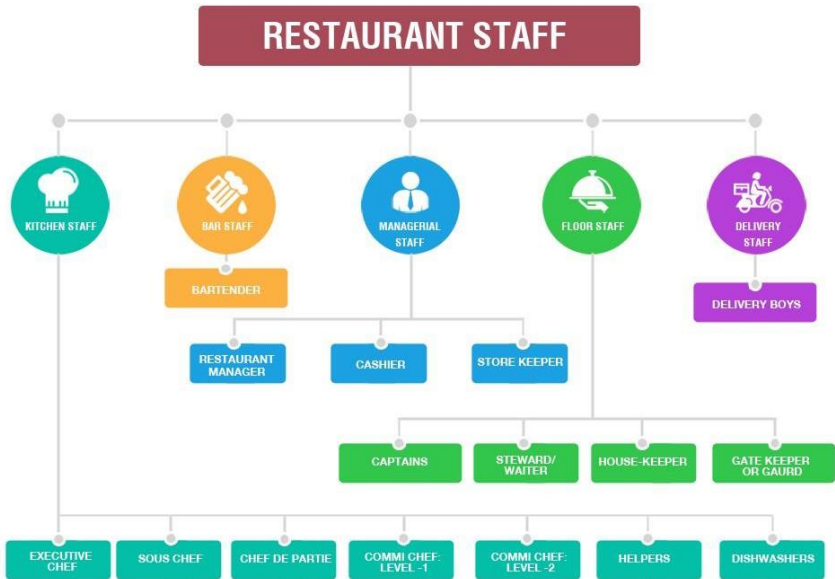 RESTAURANT STAFF
KITCHEN STAFF
BAR STAFF
MANAGERIAL
STAFF
FLOOR STAFF
DELIVERY
STAFF
BARTENDER
DELIVERY BOYS
RESTAURANT
MANAGER
CASHIER
STORE KEEPER
CAPTAINS
STEWARD/
WAITER
HOUSE-KEEPER
GATE KEEPER
OR GAURD
EXECUTIVE
CHEF
SOUS CHEF
CHEF DE PARTIE
COMMI CHEF:
LEVEL -1
COMMI CHEF:
LEVEL -2
HELPERS
DISHWASHERS